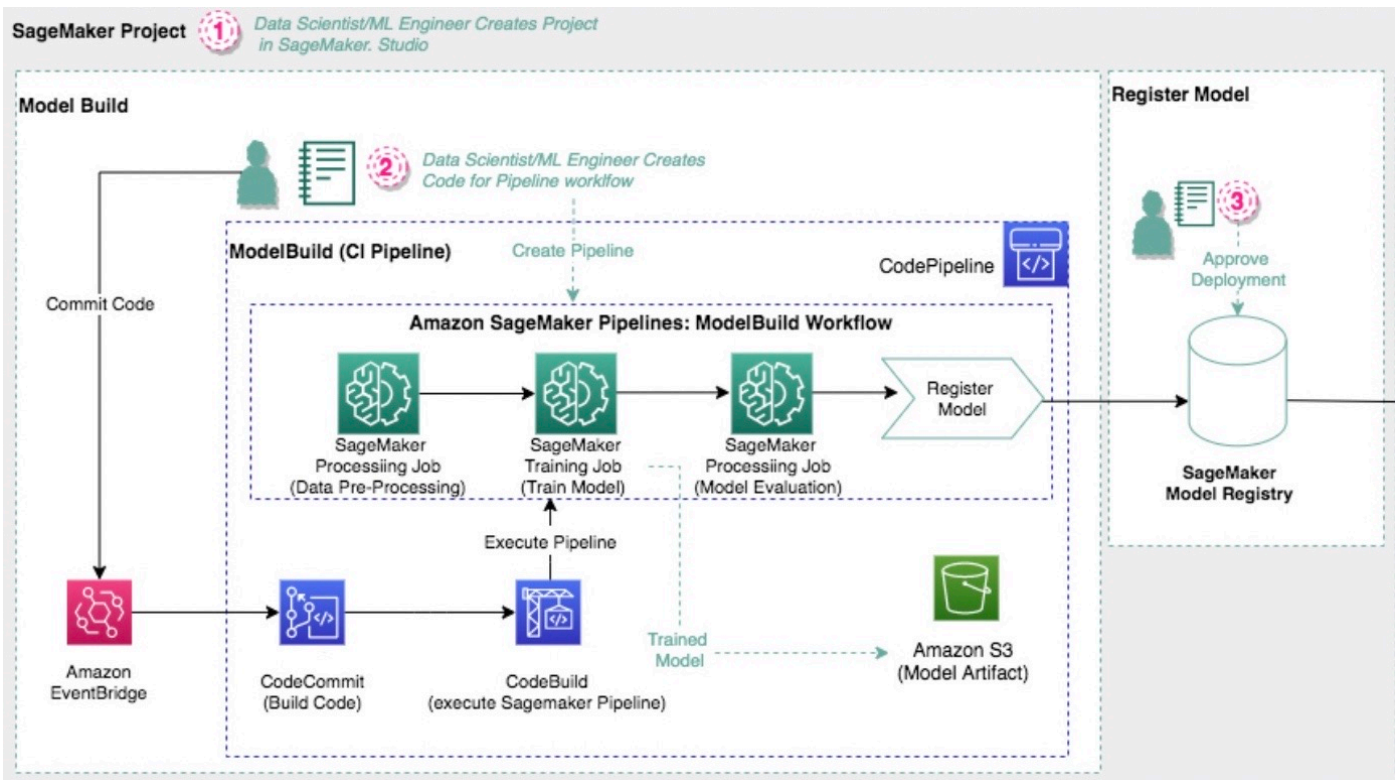 SageMaker Project
1
Data Scientist/ML Engineer Creates Project
in SageMaker. Studio
Model Build
2
Data Scientist/ML Engineer Creates
Code for Pipeline worklfow
Register Model
3
Approve
Deployment
ModelBuild (CI Pipeline)
Create Pipeline
CodePipeline
</>
Commit Code
Amazon SageMaker Pipelines: ModelBuild Workflow
SageMaker
Processiing Job
(Data Pre-Processing)
SageMaker
Training Job
(Train Model)
SageMaker
Processiing Job
(Model Evaluation)
Register
Model
SageMaker
Model Registry
Execute Pipeline
</>
</>
Amazon
EventBridge
CodeCommit
(Build Code)
CodeBuild
(execute Sagemaker Pipeline)
Trained
Model
Amazon S3
(Model Artifact)